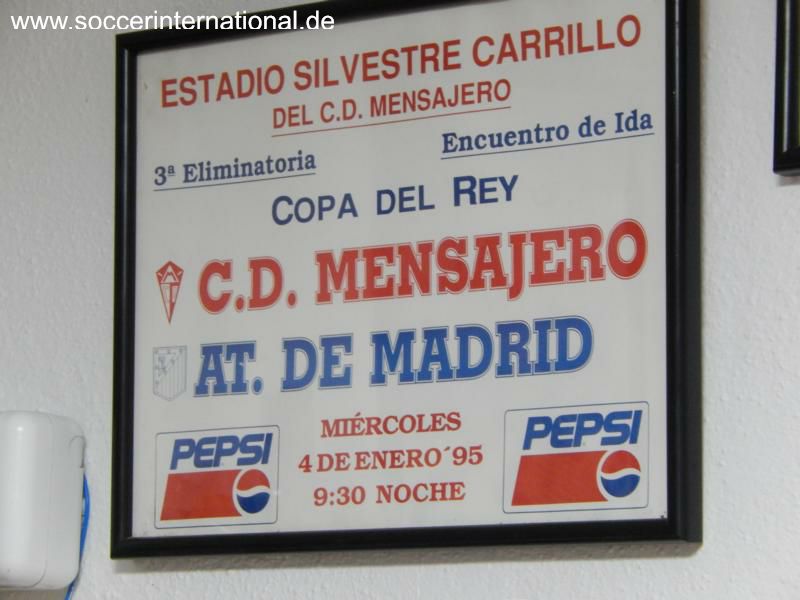 www.soccerinternational.de
ESTADIO SILVESTRE CARRILLO
DEL C.D. MENSAJERO
3ª Eliminatoria
Encuentro de Ida
COPA DEL REY
C.D. MENSAJERO
AT. DE MADRID
PEPSI
MIÉRCOLES
4 DE ENERO´95
9:30 NOCHE
PEPSI